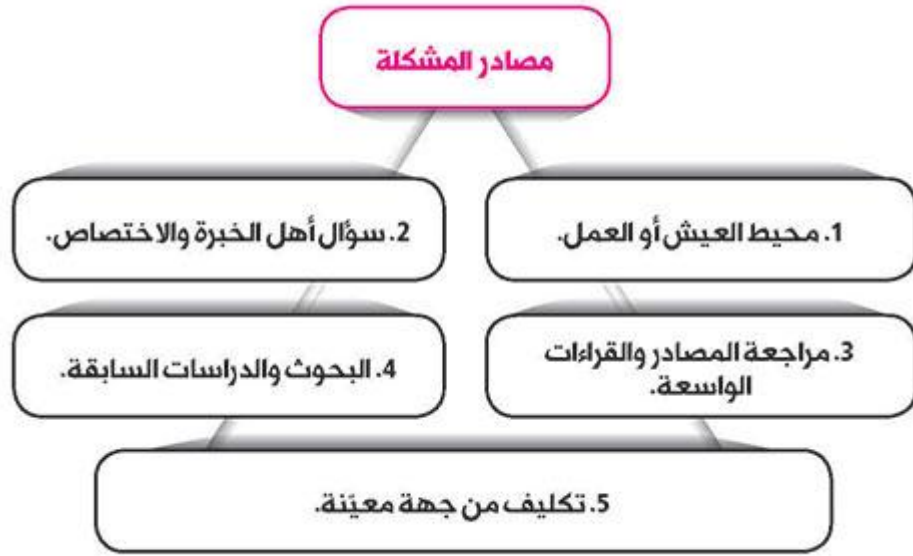 مصادر المشكلة
1. محيط العيش أو العمل.
2. سؤال أهل الخبرة والاختصاص.
3. مراجعة المصادر والقراءات
الواسعة.
4. البحوث والدراسات السابقة.
5. تكليف من جهة معيّنة.